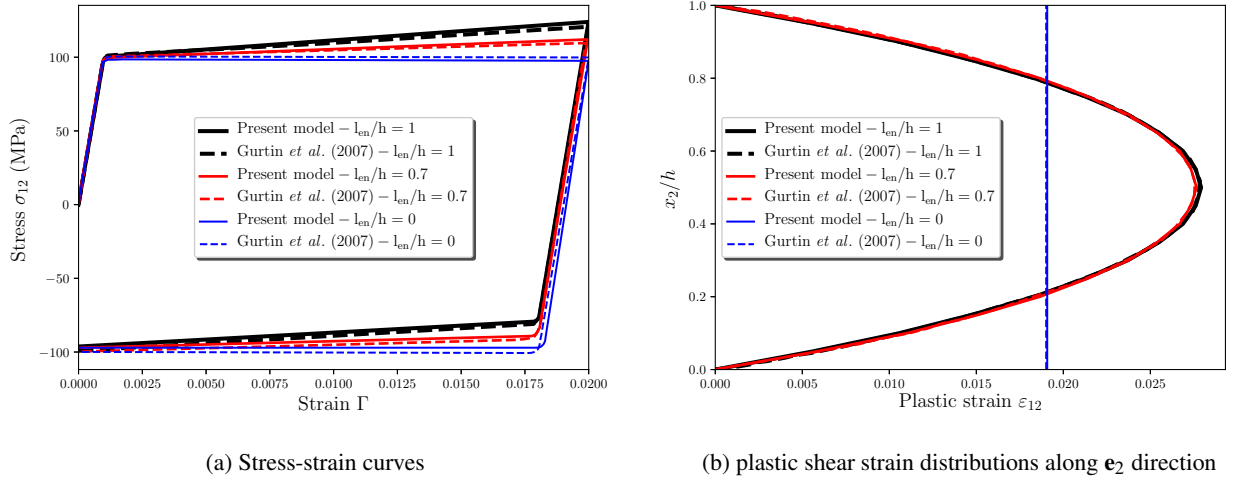 100
50
0
−50
−100
Stress σ12 (MPa)
0.0000
0.0025
0.0050
0.0075
0.0100
0.0125
0.0150
0.0175
0.0200
Strain Γ
Present model − len/h = 1
Gurtin et al. (2007) − len/h = 1
Present model − len/h = 0.7
Gurtin et al. (2007) − len/h = 0.7
Present model − len/h = 0
Gurtin et al. (2007) − len/h = 0
(a) Stress-strain curves
1.0
0.8
0.6
0.4
0.2
0.0
x2/h
0.000
0.005
0.010
0.015
0.020
0.025
Plastic strain ε12
Present model − len/h = 1
Gurtin et al. (2007) − len/h = 1
Present model − len/h = 0.7
Gurtin et al. (2007) − len/h = 0.7
Present model − len/h = 0
Gurtin et al. (2007) − len/h = 0
(b) plastic shear strain distributions along e2 direction